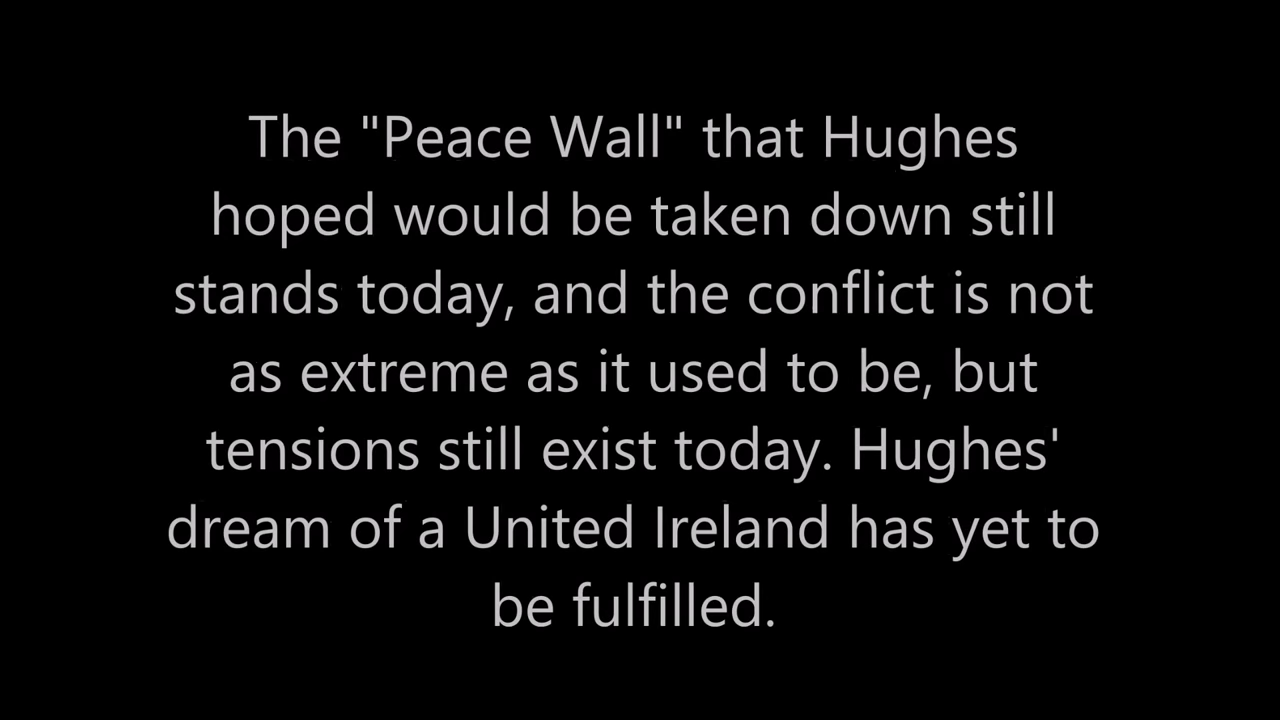 The "Peace Wall" that Hughes
hoped would be taken down still
stands today, and the conflict is not
as extreme as it used to be, but
tensions still exist today. Hughes'
dream of a United Ireland has yet to
be fulfilled.